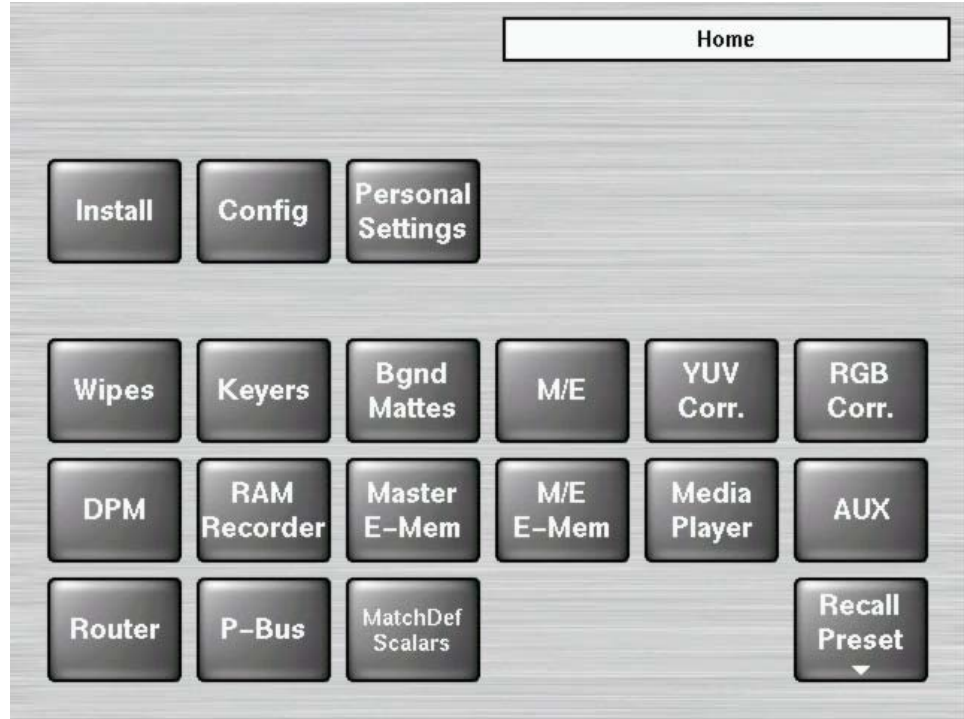 Home
Install
Config
Personal
Settings
Wipes
Keyers
Bgnd
Mattes
M/E
YUV
Corr.
RGB
Corr.
DPM
RAM
Recorder
Master
E-Mem
M/E
E-Mem
Media
Player
AUX
Router
P-Bus
MatchDef
Scalars
Recall
Preset